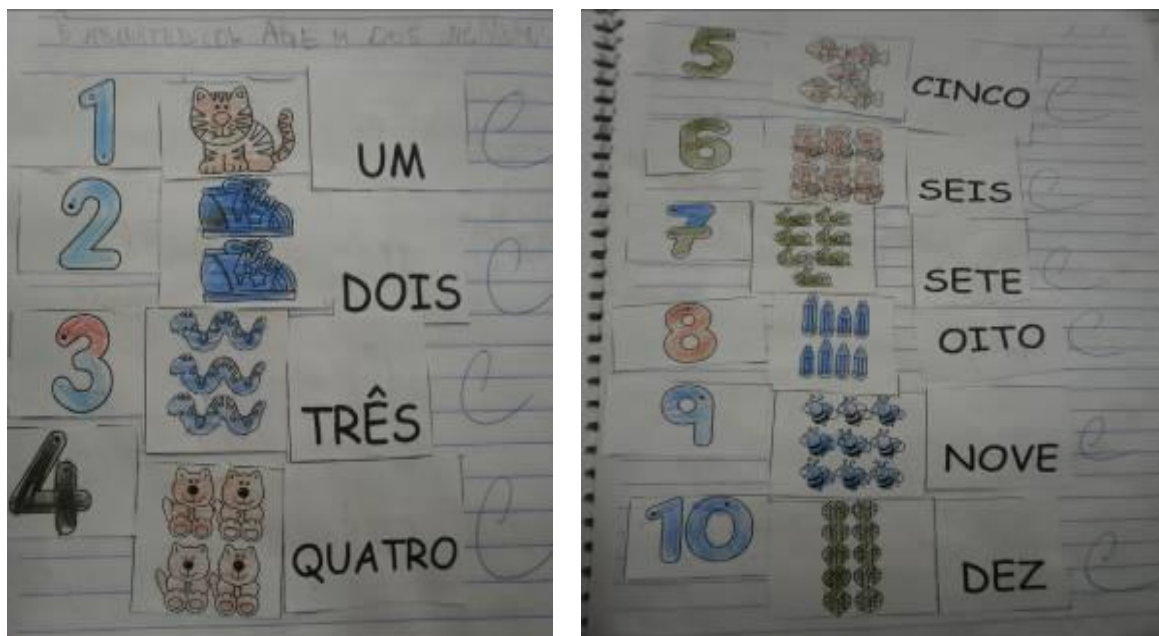 DOS
1 UM C
2 DOIS C
3 TRÊS C
4 QUATRO C
5 CINCO C
6 SEIS C
7 SETE C
8 OITO C
9 NOVE C
10 DEZ C